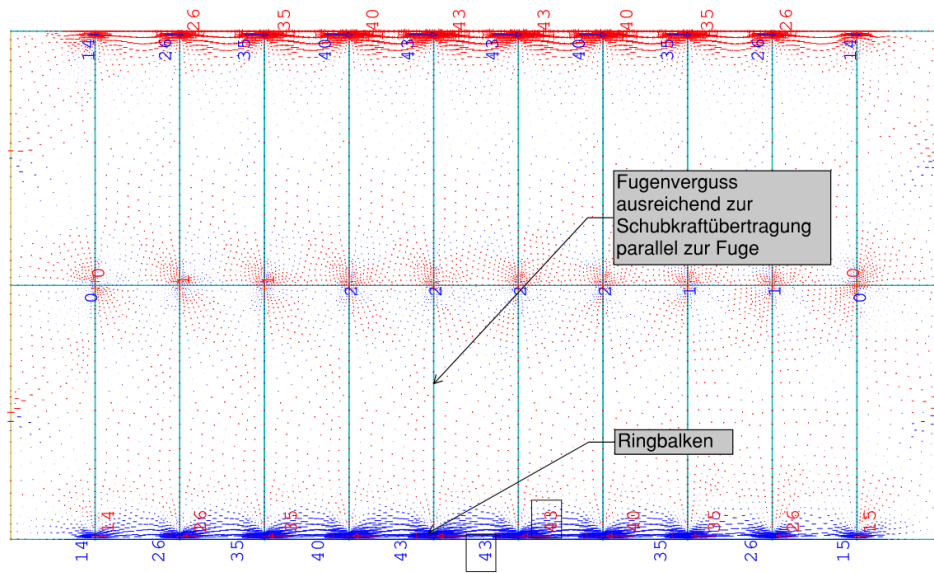 26 35 40 43 43 40 35 26
14 26 35 40 43 43 40 35 26 14
Fugenverguss
ausreichend zur
Schubkraftübertragung
parallel zur Fuge
0 1 1 0
0 2 2 2 2 1 1 0
Ringbalken
14 26 35 43 40 35 26 15
14 26 35 40 43 43 35 26 15